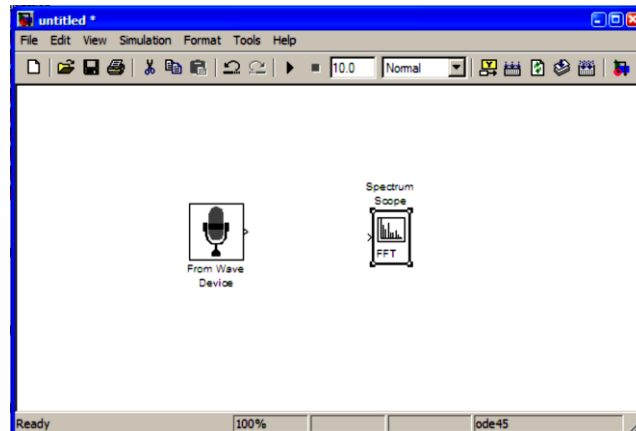 untitled *
File Edit View Simulation Format Tools Help
10.0 Normal
Spectrum
Scope
FFT
From Wave
Device
Ready 100% ode45